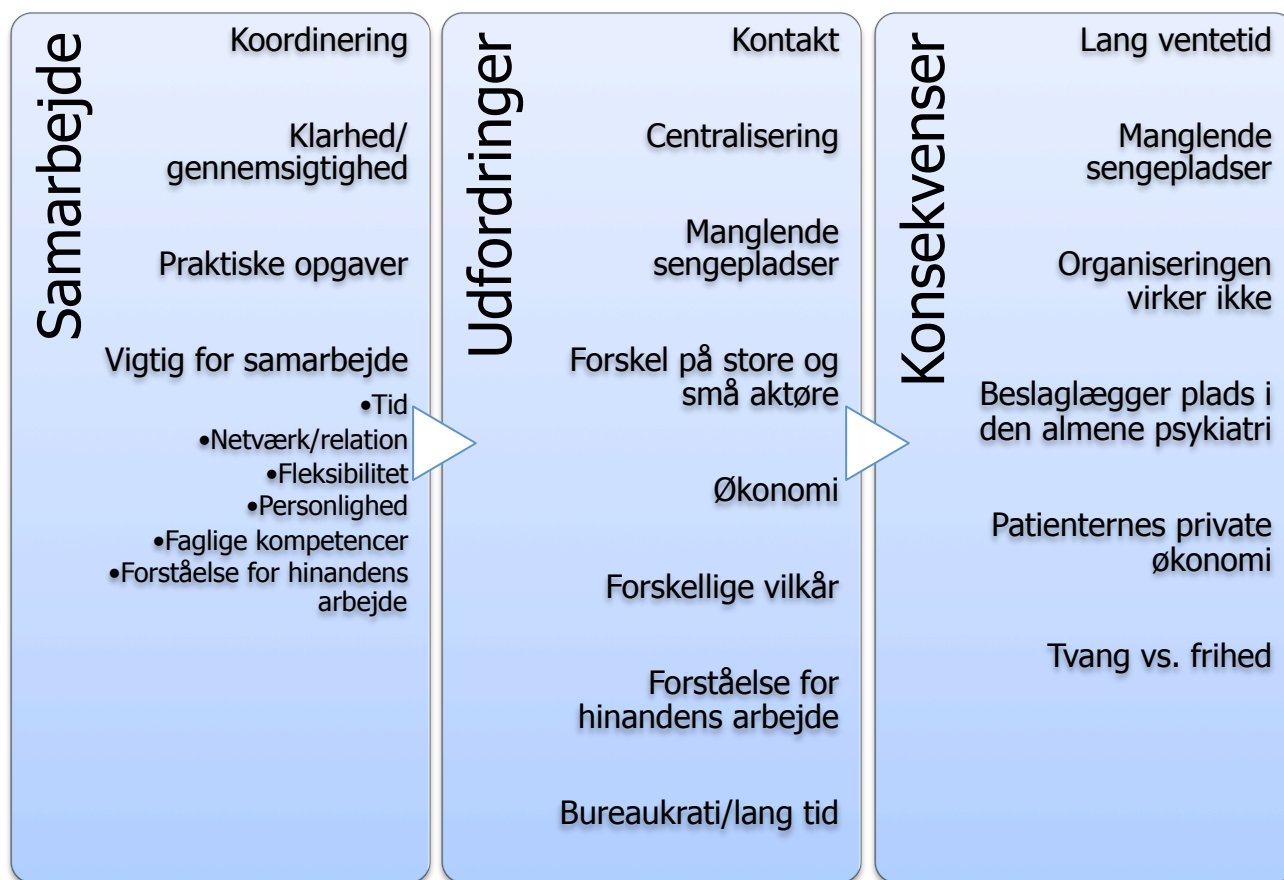 Samarbejde
Koordinering
Klarhed/
gennemsigtighed
Praktiske opgaver
Vigtig for samarbejde
•Tid
•Netværk/relation
•Fleksibilitet
•Personlighed
•Faglige kompetencer
•Forståelse for hinandens
arbejde
Udfordringer
Kontakt
Centralisering
Manglende
sengepladser
Forskel på store og
små aktøre
Økonomi
Forskellige vilkår
Forståelse for
hinandens arbejde
Bureaukrati/lang tid
Konsekvenser
Lang ventetid
Manglende
sengepladser
Organiseringen
virker ikke
Beslaglægger plads i
den almene psykiatri
Patienternes private
økonomi
Tvang vs. frihed